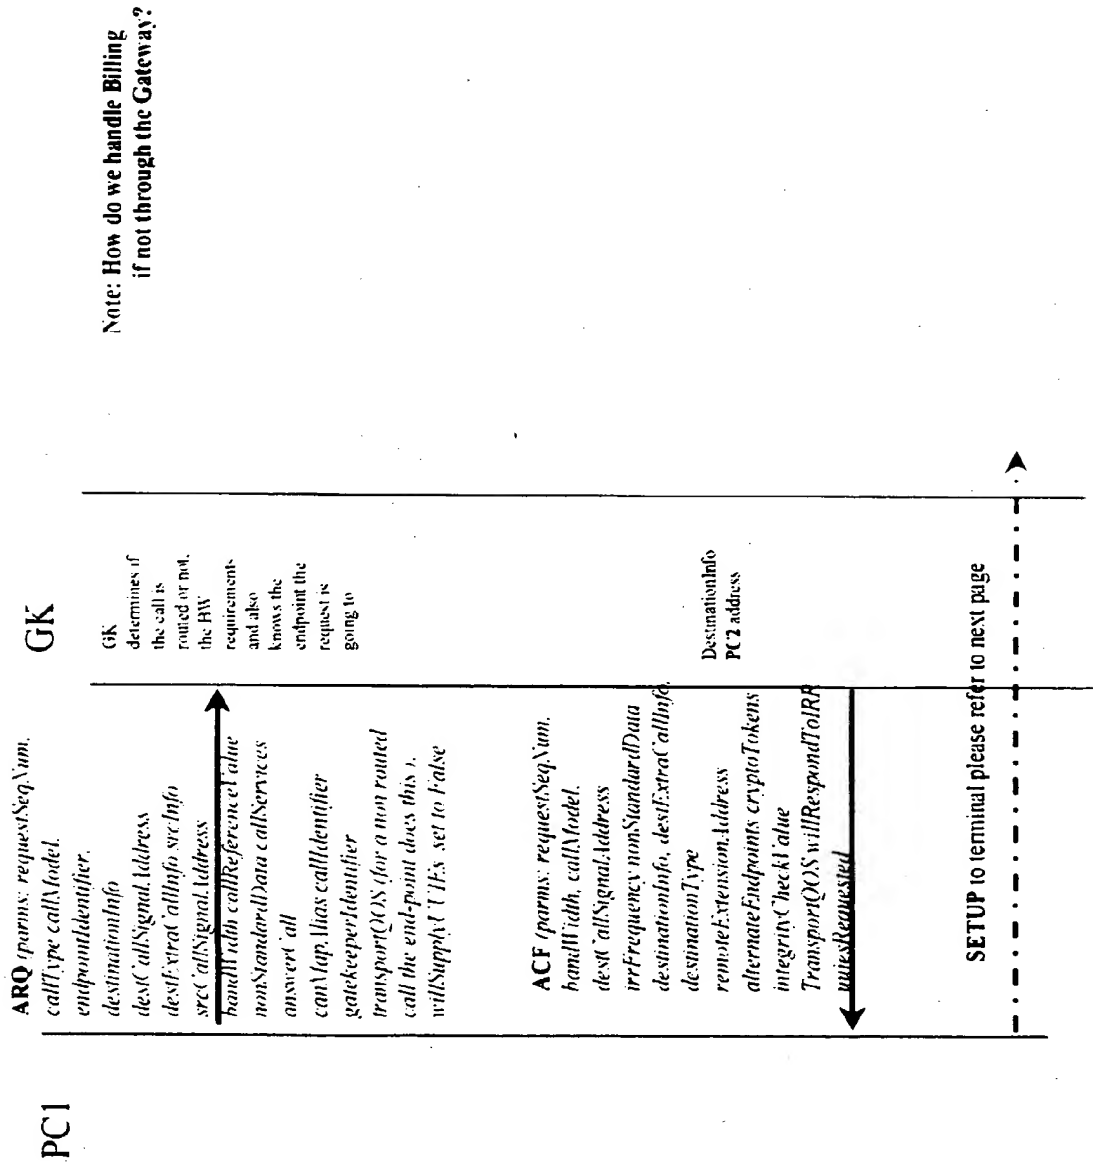 PC1
GK
Note: How do we handle Billing
if not through the Gateway?
ARQ (parms: requestSeqNum,
callType callModel,
endpointIdentifier,
destinationInfo
destCallSignalAddress
destExtraCallInfo srcInfo
srcCallSignalAddress
bandWidth callReferenceValue
nonStandardData callServices
answerCall
canMapAlias callIdentifier
gatekeeperIdentifier
transportQOS (for a non routed
call the end-point does this ),
willSupplyUUIEs set to False
GK
determines if
the call is
routed or not,
the BW
requirements
and also
knows the
endpoint the
request is
going to
ACF (parms: requestSeqNum,
bandWidth, callModel,
destCallSignalAddress
irrFrequency nonStandardData
destinationInfo, destExtraCallInfo,
destinationType
remoteExtensionAddress
alternateEndpoints cryptoTokens
integrityCheckValue
TransportQOS willRespondToIRR
uuiesRequested
DestinationInfo
PC2 address
SETUP to terminal please refer to next page